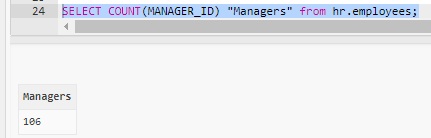 24 SELECT COUNT(MANAGER_ID) "Managers" from hr.employees;
Managers
106